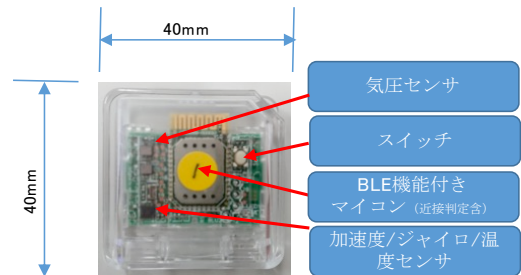 40mm
40mm
気圧センサ
スイッチ
BLE機能付き
マイコン（近接判定含）
加速度/ジャイロ/温
度センサ